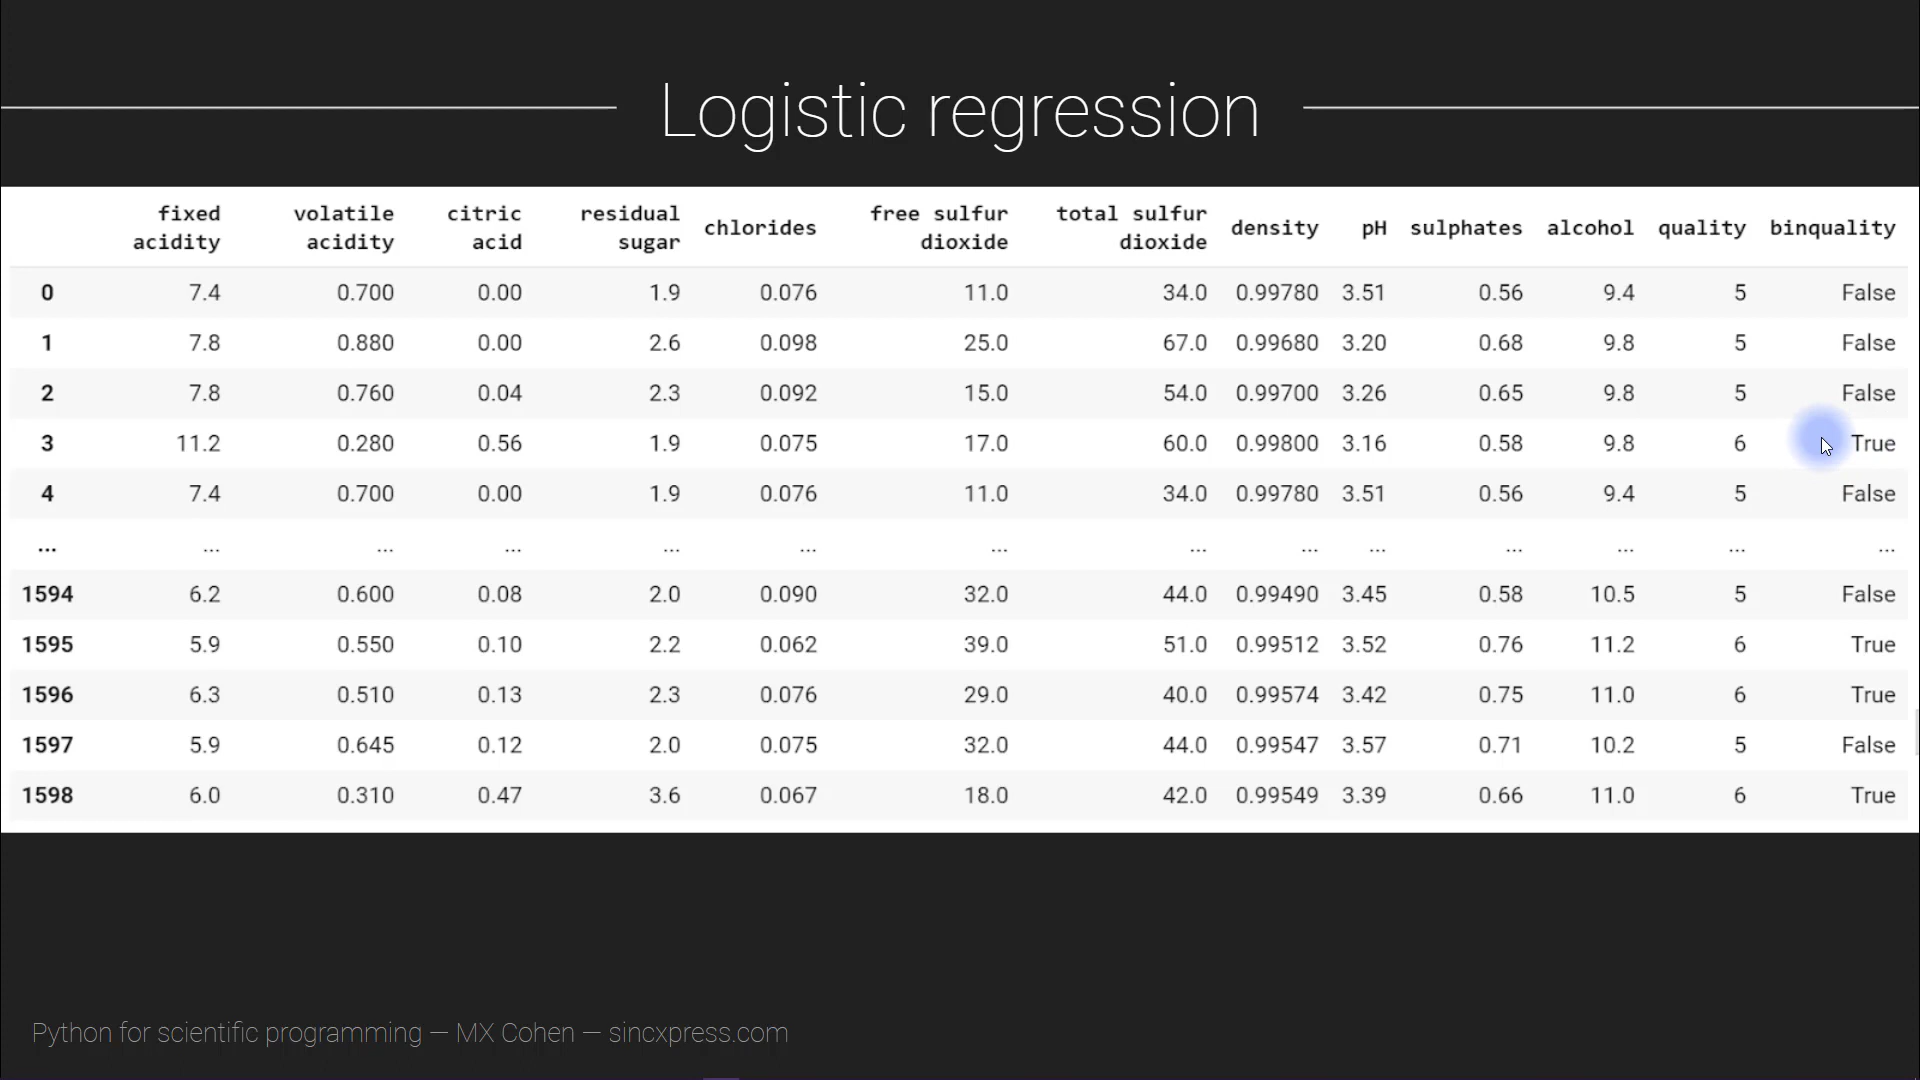 Logistic regression
fixed acidity volatile acidity citric acid residual sugar chlorides free sulfur dioxide total sulfur dioxide density pH sulphates alcohol quality binquality
0 7.4 0.700 0.00 1.9 0.076 11.0 34.0 0.99780 3.51 0.56 9.4 5 False
1 7.8 0.880 0.00 2.6 0.098 25.0 67.0 0.99680 3.20 0.68 9.8 5 False
2 7.8 0.760 0.04 2.3 0.092 15.0 54.0 0.99700 3.26 0.65 9.8 5 False
3 11.2 0.280 0.56 1.9 0.075 17.0 60.0 0.99800 3.16 0.58 9.8 6 True
4 7.4 0.700 0.00 1.9 0.076 11.0 34.0 0.99780 3.51 0.56 9.4 5 False
... ... ... ... ... ... ... ... ... ... ... ... ... ...
1594 6.2 0.600 0.08 2.0 0.090 32.0 44.0 0.99490 3.45 0.58 10.5 5 False
1595 5.9 0.550 0.10 2.2 0.062 39.0 51.0 0.99512 3.52 0.76 11.2 6 True
1596 6.3 0.510 0.13 2.3 0.076 29.0 40.0 0.99574 3.42 0.75 11.0 6 True
1597 5.9 0.645 0.12 2.0 0.075 32.0 44.0 0.99547 3.57 0.71 10.2 5 False
1598 6.0 0.310 0.47 3.6 0.067 18.0 42.0 0.99549 3.39 0.66 11.0 6 True
Python for scientific programming — MX Cohen — sincxpress.com